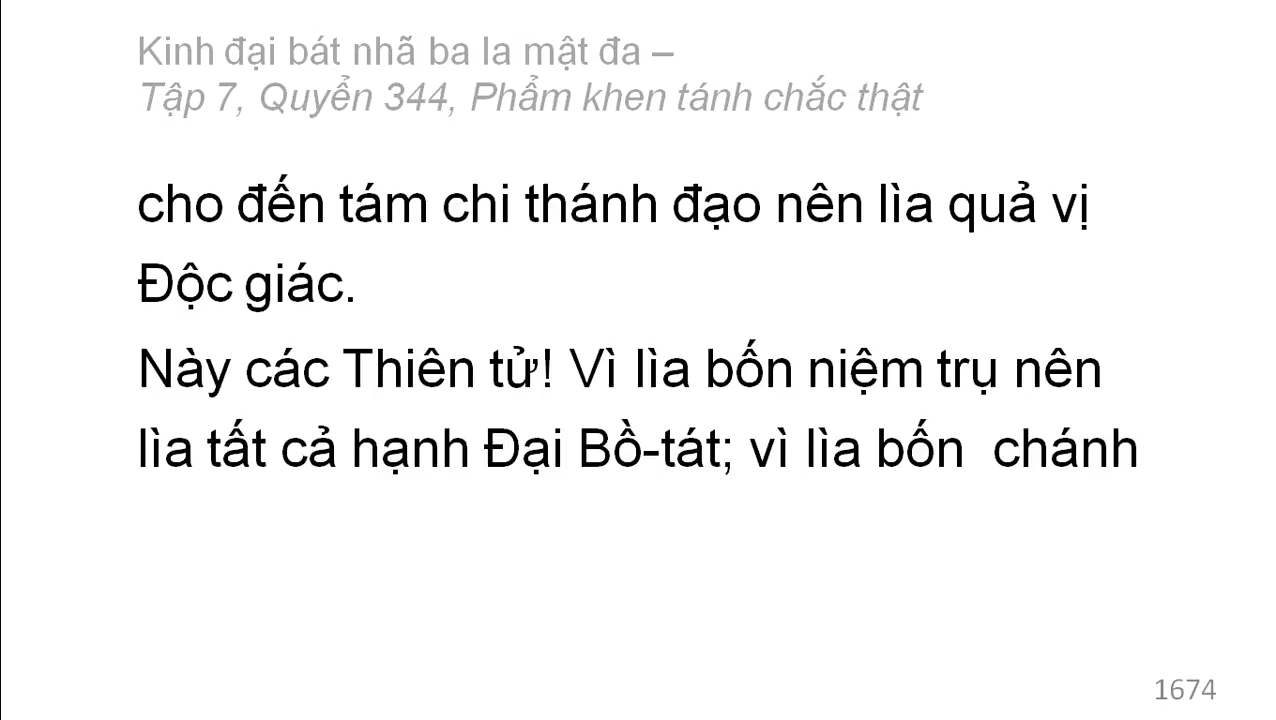 Kinh đại bát nhã ba la mật đa –
Tập 7, Quyển 344, Phẩm khen tánh chắc thật
cho đến tám chi thánh đạo nên lìa quả vị
Độc giác.
Này các Thiên tử! Vì lìa bốn niệm trụ nên
lìa tất cả hạnh Đại Bồ-tát; vì lìa bốn  chánh
1674